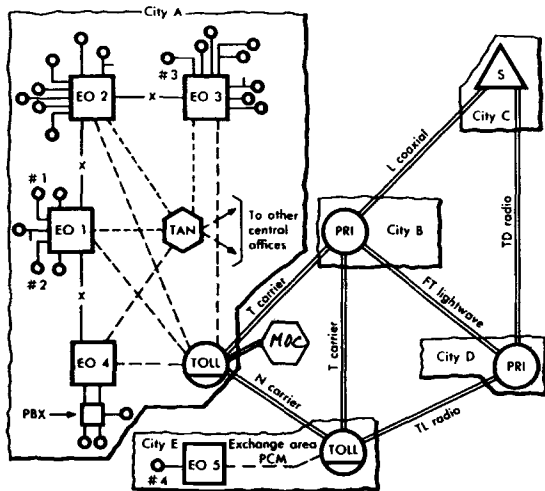 City A
#3
EO 2
x
EO 3
S
City C
L coaxial
TD radio
x
#1
EO 1
#2
TAN
To other
central
offices
PRI
City B
T carrier
FT lightwave
x
MOC
EO 4
TOLL
T carrier
City D
PRI
N carrier
TL radio
PBX
City E
Exchange area
PCM
EO 5
#4
TOLL